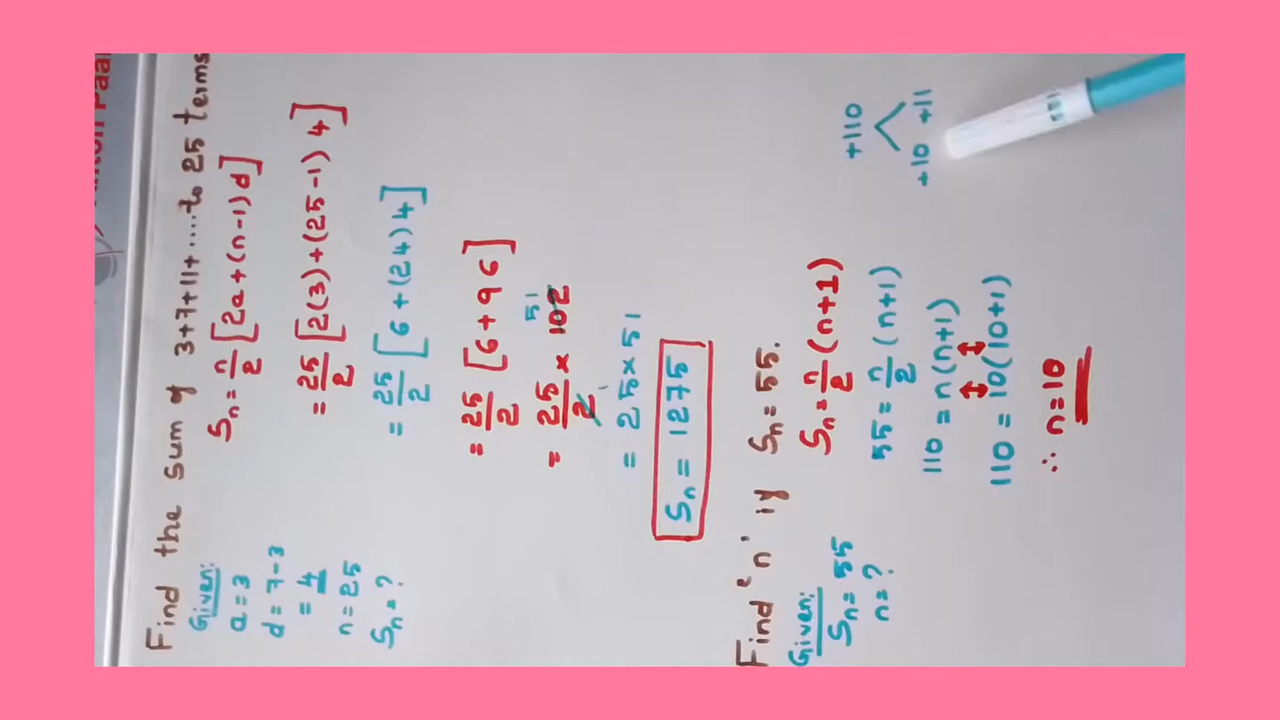 Find the sum of 3+7+11+....to 25 terms
Given:
a=3
d=7-3
=4
n=25
Sn=?
Sn=n/2[2a+(n-1)d]
=25/2[2(3)+(25-1)4]
=25/2[6+(24)4]
=25/2[6+96]
=25/2×102
51
1
=25×51
Sn=1275
Find 'n' if Sn=55.
Given:
Sn=55
n=?
Sn=n/2(n+1)
55=n/2(n+1)
110=n(n+1)
110=10(10+1)
∴ n=10
+110
+10 +11